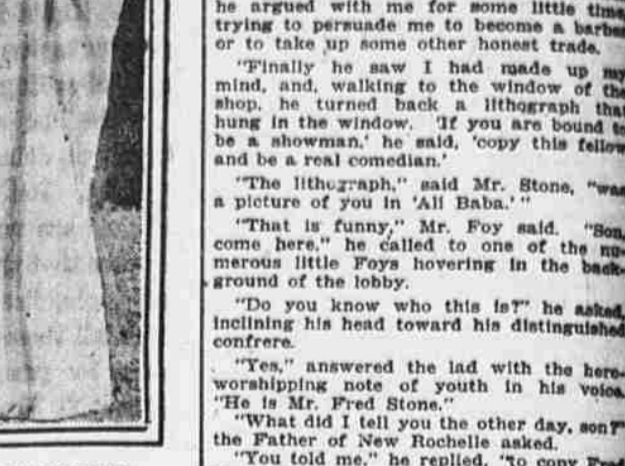 he argued with me for some little time
trying to persuade me to become a barber
or to take up some other honest trade.
"Finally he saw I had made up my
mind, and, walking to the window of the
shop, he turned back a lithograph that
hung in the window. 'If you are bound to
be a showman,' he said, 'copy this fellow
and be a real comedian.'
"The lithograph," said Mr. Stone, "was
a picture of you in 'Ali Baba.'"
"That is funny," Mr. Foy said. "Son,
come here," he called to one of the nu-
merous little Foys hovering in the back-
ground of the lobby.
"Do you know who this is?" he asked,
inclining his head toward his distinguished
confrere.
"Yes," answered the lad with the hero-
worshipping note of youth in his voice.
"He is Mr. Fred Stone."
"What did I tell you the other day, son?"
the Father of New Rochelle asked.
"You told me," he replied, "to copy Fred